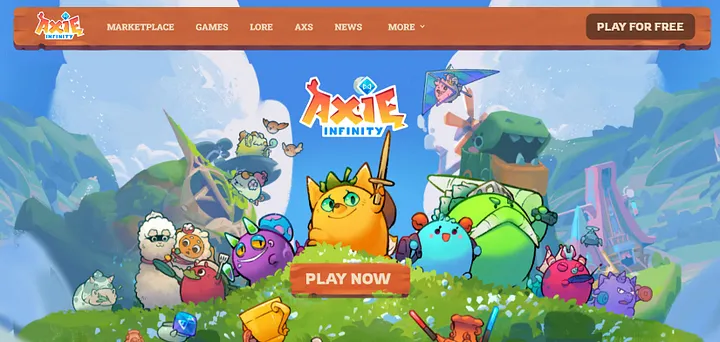 AXIE
INFINITY
MARKETPLACE
GAMES
LORE
AXS
NEWS
MORE
PLAY FOR FREE
AXIE
INFINITY
PLAY NOW